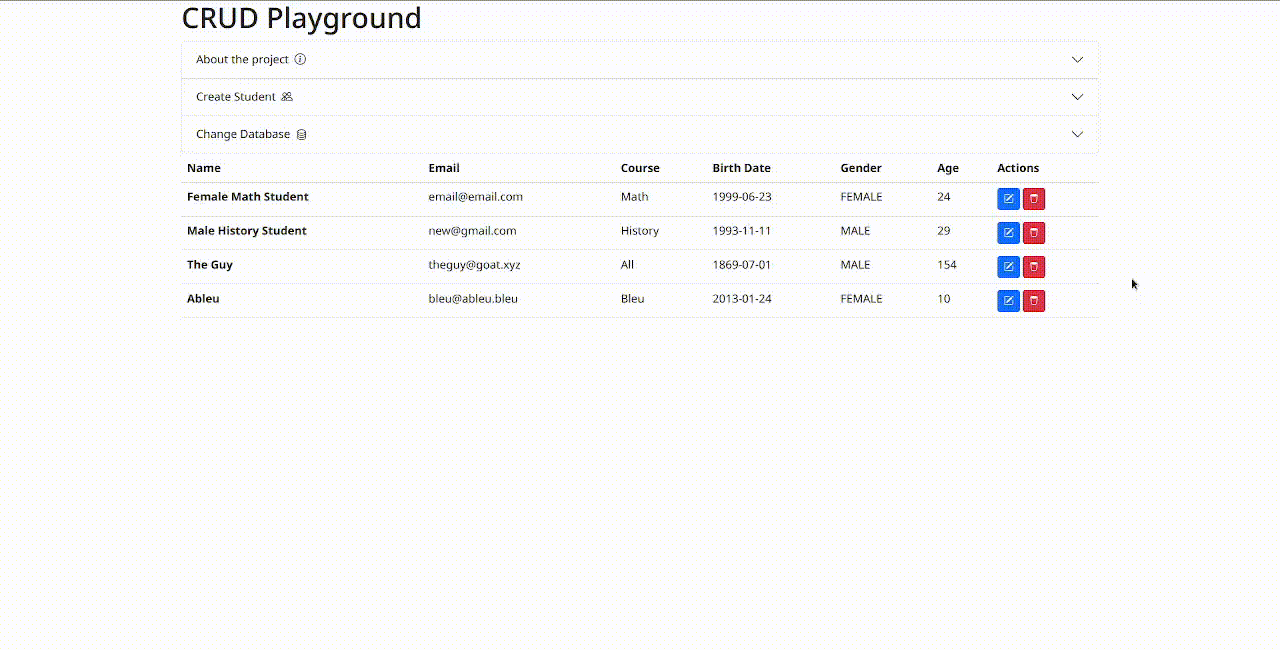 CRUD Playground
About the project
Create Student
Change Database
Name Email Course Birth Date Gender Age Actions
Female Math Student email@email.com Math 1999-06-23 FEMALE 24
Male History Student new@gmail.com History 1993-11-11 MALE 29
The Guy theguy@goat.xyz All 1869-07-01 MALE 154
Ableu bleu@ableu.bleu Bleu 2013-01-24 FEMALE 10